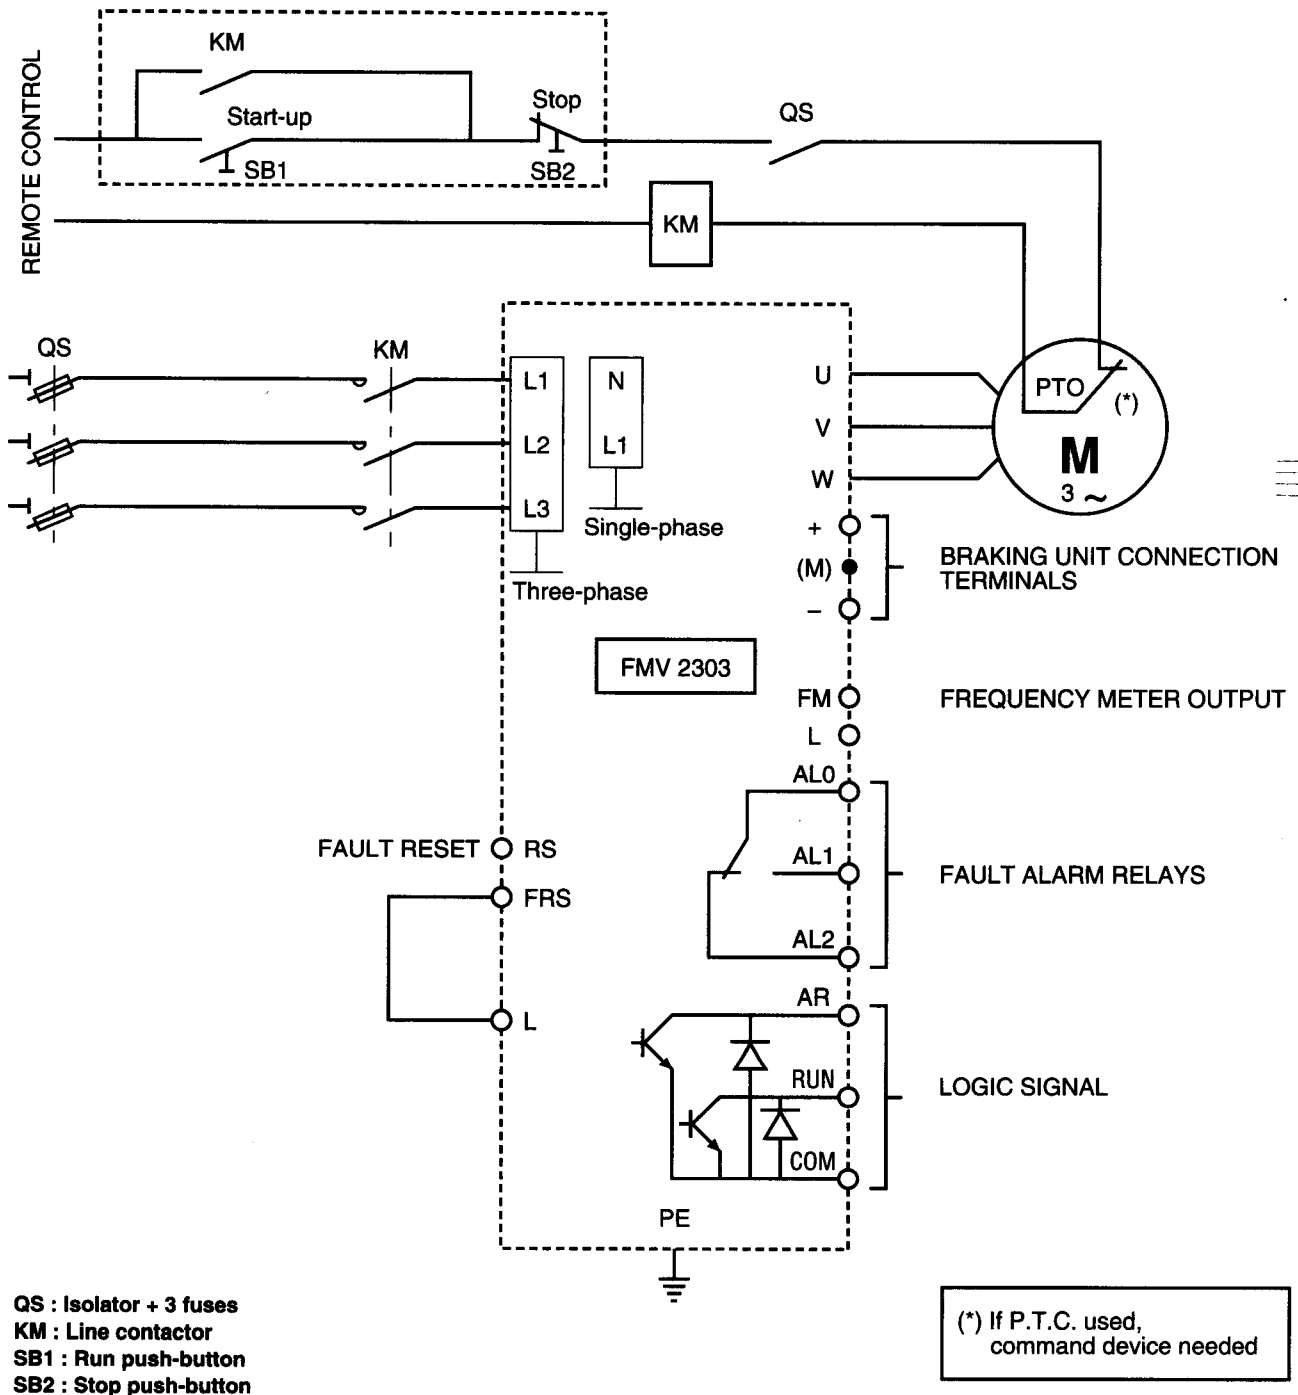 REMOTE CONTROL
KM
Start-up
SB1
Stop
SB2
QS
KM
QS
KM
L1
L2
L3
Three-phase
N
L1
Single-phase
U
V
W
PTO
(*)
M
3 ~
+
(M)
–
BRAKING UNIT CONNECTION
TERMINALS
FMV 2303
FM
L
FREQUENCY METER OUTPUT
AL0
AL1
AL2
FAULT ALARM RELAYS
FAULT RESET
RS
FRS
L
AR
RUN
COM
LOGIC SIGNAL
PE
QS : Isolator + 3 fuses
KM : Line contactor
SB1 : Run push-button
SB2 : Stop push-button
(*) If P.T.C. used,
command device needed